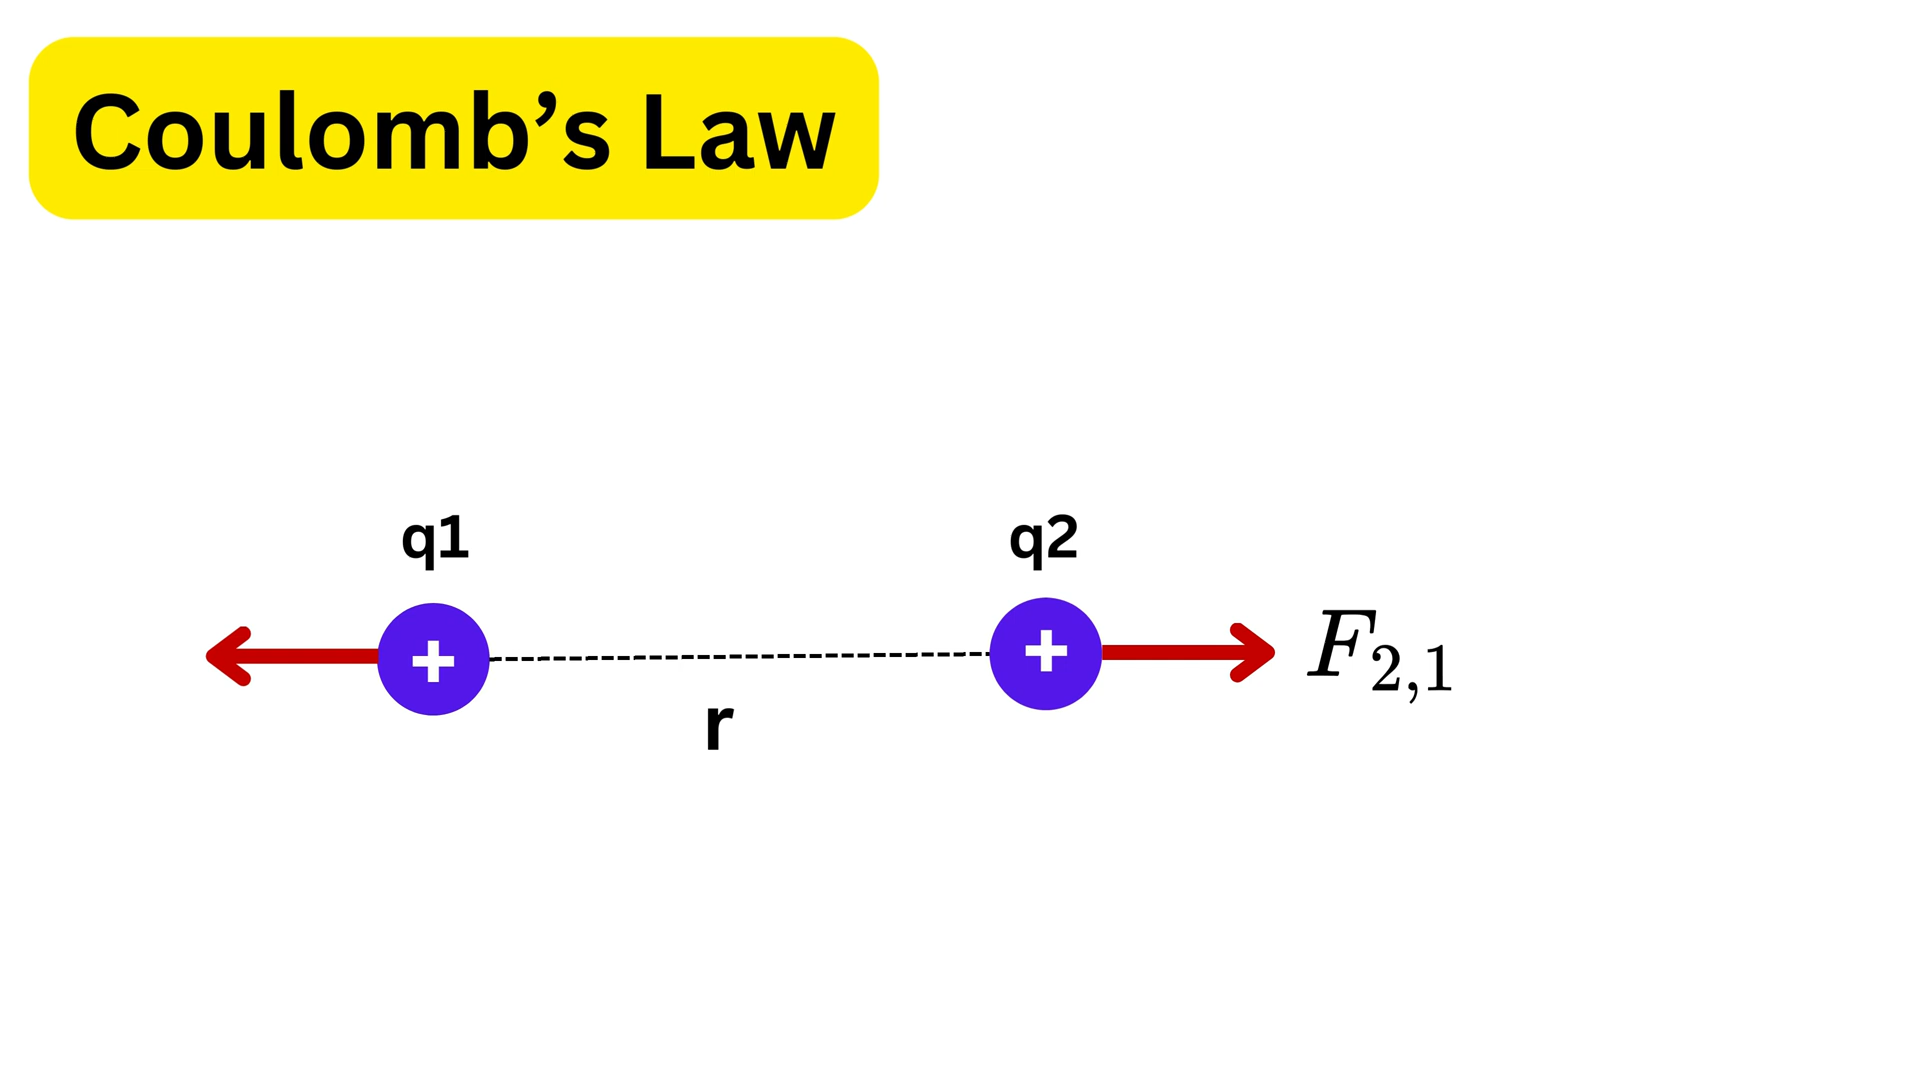 Coulomb’s Law
q1
q2
+
+
F2,1
r